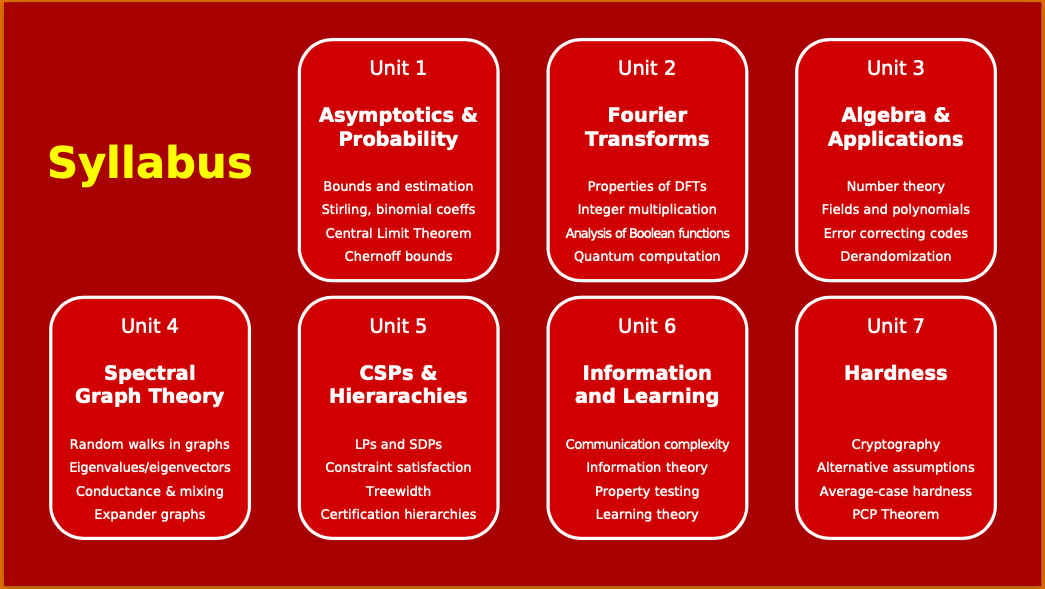 Syllabus
Unit 1
Asymptotics &
Probability
Bounds and estimation
Stirling, binomial coeffs
Central Limit Theorem
Chernoff bounds
Unit 2
Fourier
Transforms
Properties of DFTs
Integer multiplication
Analysis of Boolean functions
Quantum computation
Unit 3
Algebra &
Applications
Number theory
Fields and polynomials
Error correcting codes
Derandomization
Unit 4
Spectral
Graph Theory
Random walks in graphs
Eigenvalues/eigenvectors
Conductance & mixing
Expander graphs
Unit 5
CSPs &
Hierarachies
LPs and SDPs
Constraint satisfaction
Treewidth
Certification hierarchies
Unit 6
Information
and Learning
Communication complexity
Information theory
Property testing
Learning theory
Unit 7
Hardness
Cryptography
Alternative assumptions
Average-case hardness
PCP Theorem